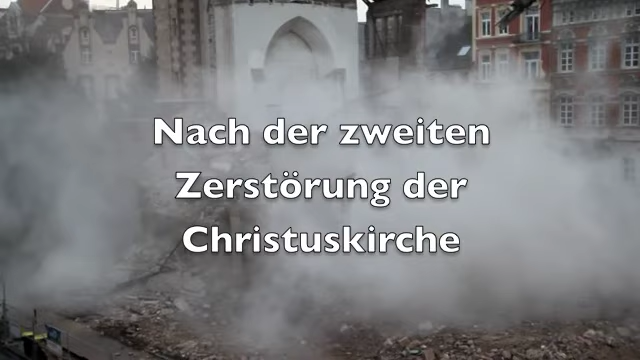 Nach der zweiten
Zerstörung der
Christuskirche